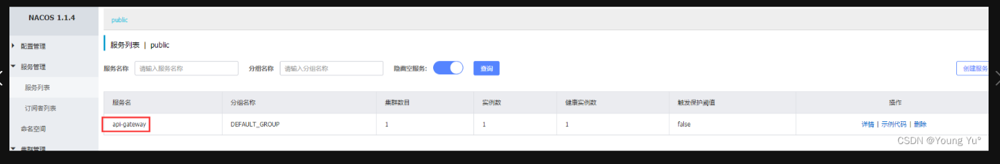 NACOS 1.1.4
public
配置管理
服务列表 | public
服务管理
服务名称 请输入服务名称 分组名称 请输入分组名称 隐藏空服务: 查询 创建服务
服务列表
订阅者列表
命名空间
集群管理
服务名 分组名称 集群数目 实例数 健康实例数 触发保护阈值 操作
api-gateway DEFAULT_GROUP 1 1 1 false 详情 | 示例代码 | 删除
CSDN @Young Yu°